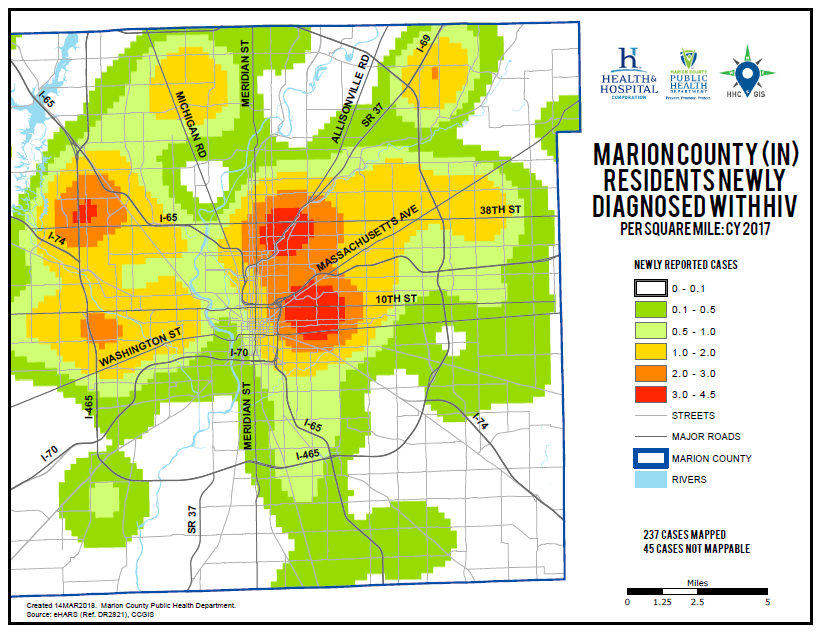 HEALTH&
HOSPITAL
CORPORATION
MARION COUNTY
PUBLIC
HEALTH
DEPARTMENT
Prevent. Promote. Protect.
HHC GIS
MARION COUNTY (IN)
RESIDENTS NEWLY
DIAGNOSED WITH HIV
PER SQUARE MILE: CY 2017
NEWLY REPORTED CASES
0 - 0.1
0.1 - 0.5
0.5 - 1.0
1.0 - 2.0
2.0 - 3.0
3.0 - 4.5
STREETS
MAJOR ROADS
MARION COUNTY
RIVERS
237 CASES MAPPED
45 CASES NOT MAPPABLE
Miles
0 1.25 2.5 5
I-65
MICHIGAN RD
MERIDIAN ST
ALLISONVILLE RD
SR 37
I-69
I-65
I-74
38TH ST
MASSACHUSETTS AVE
10TH ST
WASHINGTON ST
I-70
I-465
MERIDIAN ST
I-65
I-465
I-74
I-70
SR 37
Created 14MAR2018. Marion County Public Health Department.
Source: eHARS (Ref. DR2821), CCGIS